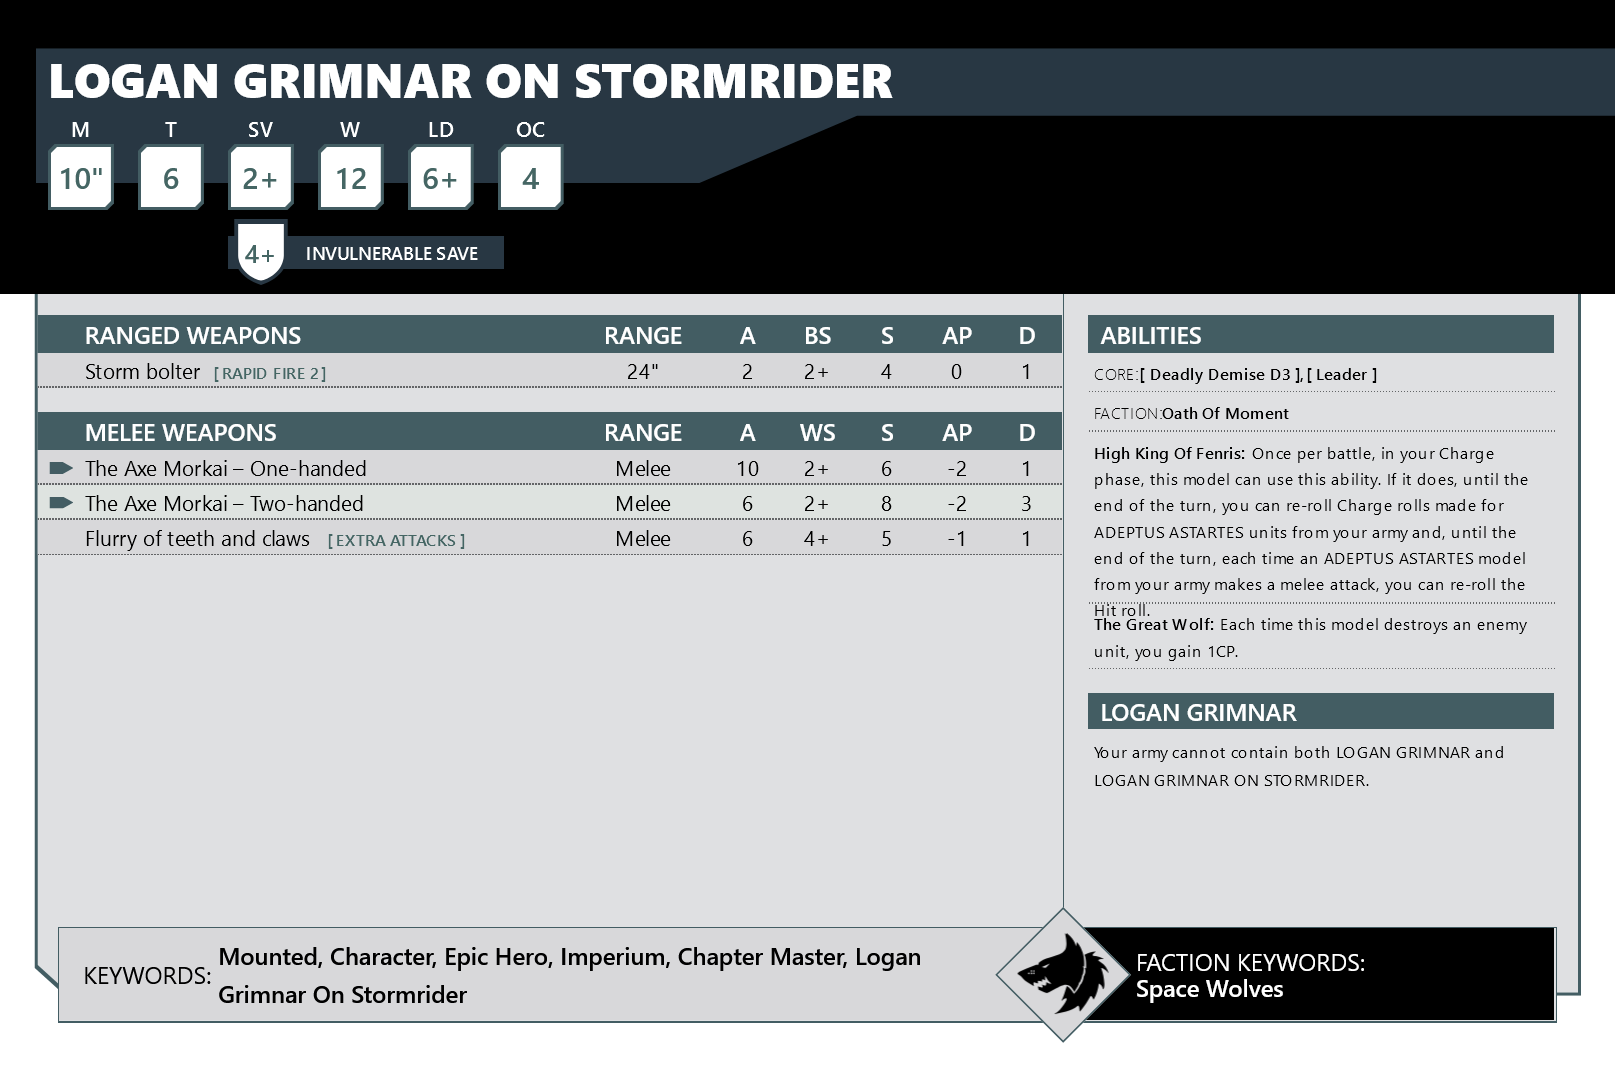 LOGAN GRIMNAR ON STORMRIDER
M T SV W LD OC
10" 6 2+ 12 6+ 4
4+ INVULNERABLE SAVE
RANGED WEAPONS RANGE A BS S AP D
Storm bolter [ RAPID FIRE 2 ] 24" 2 2+ 4 0 1
MELEE WEAPONS RANGE A WS S AP D
The Axe Morkai – One-handed Melee 10 2+ 6 -2 1
The Axe Morkai – Two-handed Melee 6 2+ 8 -2 3
Flurry of teeth and claws [ EXTRA ATTACKS ] Melee 6 4+ 5 -1 1
ABILITIES
CORE:[ Deadly Demise D3 ], [ Leader ]
FACTION:Oath Of Moment
High King Of Fenris: Once per battle, in your Charge
phase, this model can use this ability. If it does, until the
end of the turn, you can re-roll Charge rolls made for
ADEPTUS ASTARTES units from your army and, until the
end of the turn, each time an ADEPTUS ASTARTES model
from your army makes a melee attack, you can re-roll the
Hit roll.
The Great Wolf: Each time this model destroys an enemy
unit, you gain 1CP.
LOGAN GRIMNAR
Your army cannot contain both LOGAN GRIMNAR and
LOGAN GRIMNAR ON STORMRIDER.
KEYWORDS: Mounted, Character, Epic Hero, Imperium, Chapter Master, Logan
Grimnar On Stormrider
FACTION KEYWORDS:
Space Wolves